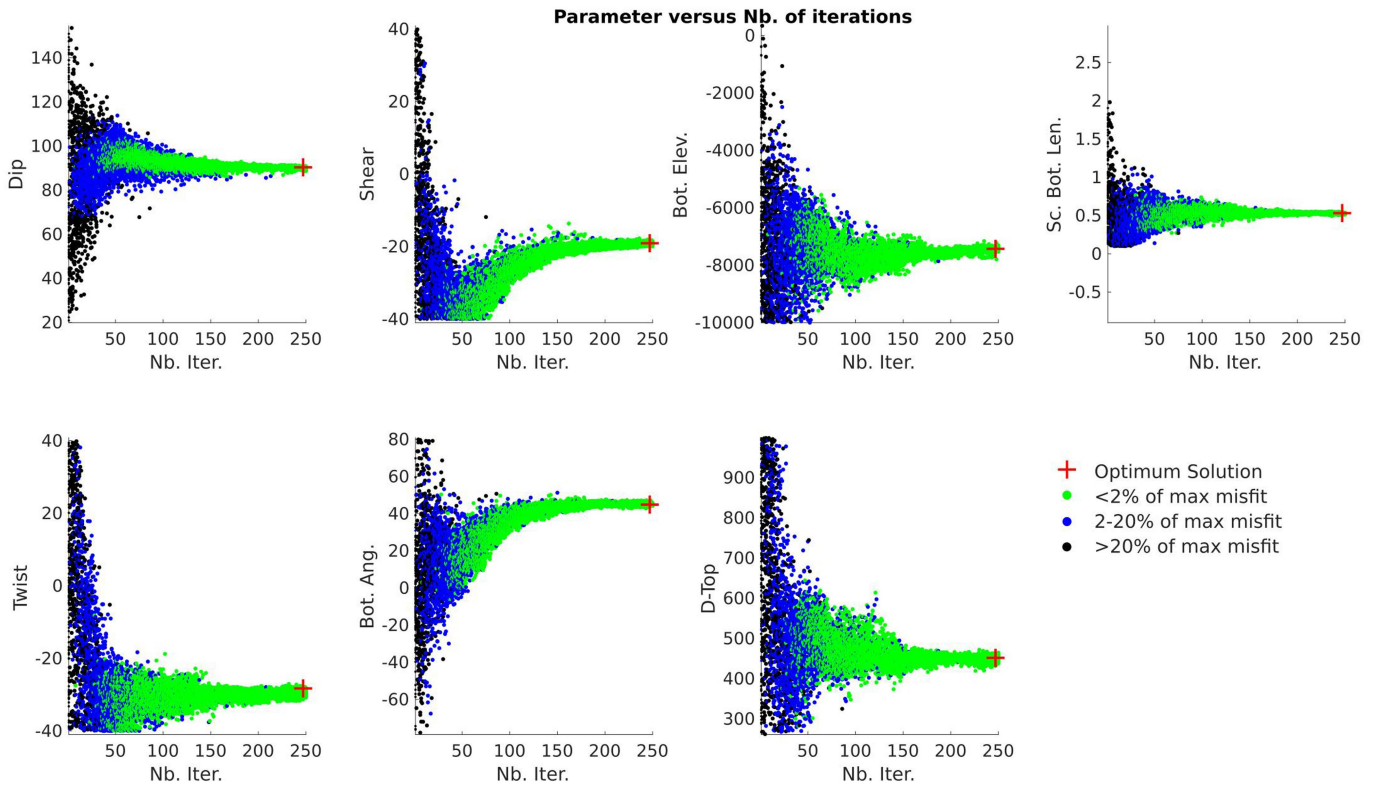 Parameter versus Nb. of iterations
Dip
140
120
100
80
60
40
20
50 100 150 200 250
Nb. Iter.
Shear
40
20
0
-20
-40
50 100 150 200 250
Nb. Iter.
Bot. Elev.
0
-2000
-4000
-6000
-8000
-10000
50 100 150 200 250
Nb. Iter.
Sc. Bot. Len.
2.5
2
1.5
1
0.5
0
-0.5
50 100 150 200 250
Nb. Iter.
Twist
40
20
0
-20
-40
50 100 150 200 250
Nb. Iter.
Bot. Ang.
80
60
40
20
0
-20
-40
-60
50 100 150 200 250
Nb. Iter.
D-Top
900
800
700
600
500
400
300
50 100 150 200 250
Nb. Iter.
Optimum Solution
<2% of max misfit
2-20% of max misfit
>20% of max misfit